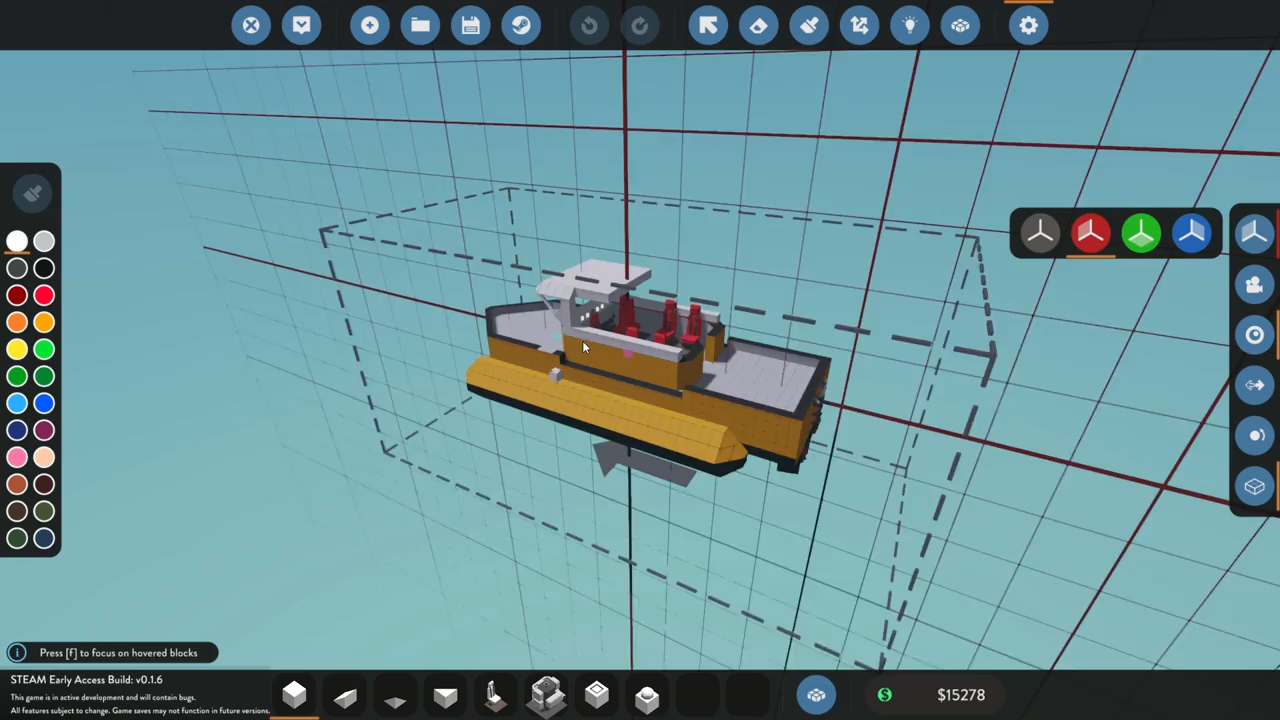 Press [f] to focus on hovered blocks
STEAM Early Access Build: v0.1.6
This game is in active development and will contain bugs.
All features subject to change. Game saves may not function in future versions.
$15278